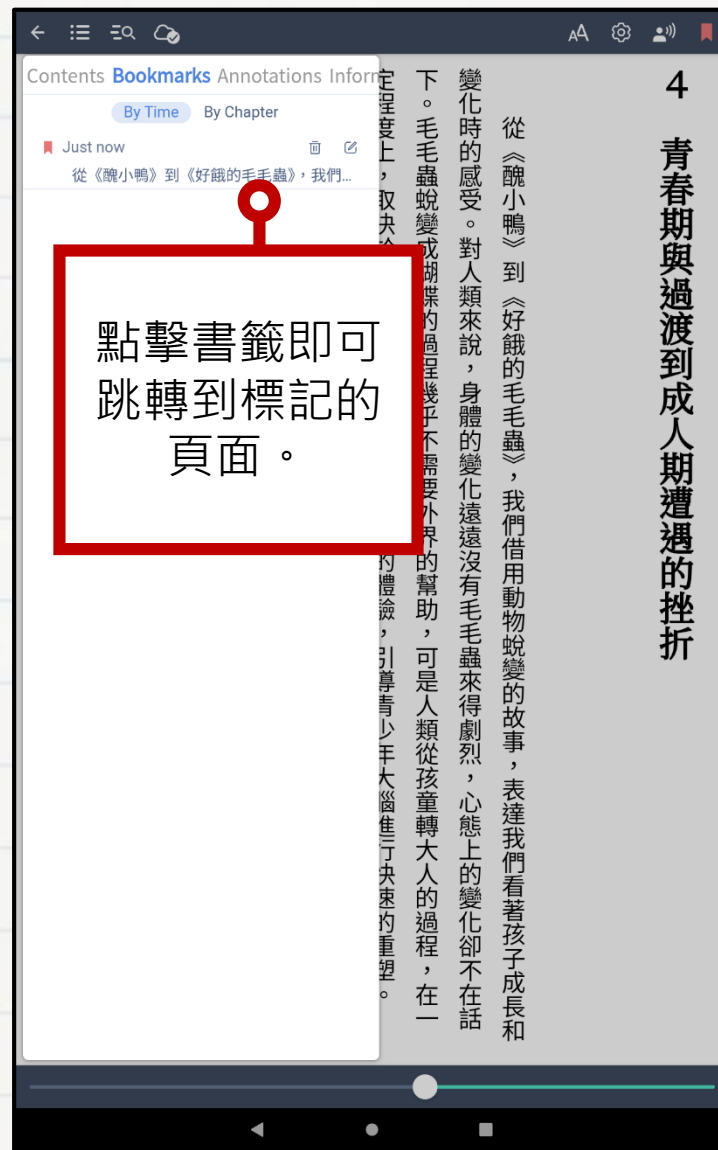 AA
Contents Bookmarks Annotations Inform
By Time By Chapter
Just now
從《醜小鴨》到《好餓的毛毛蟲》，我們...
點擊書籤即可
跳轉到標記的
頁面。
4 青春期與過渡到成人期遭遇的挫折
從《醜小鴨》到《好餓的毛毛蟲》，我們借用動物蛻變的故事，表達我們看著孩子成長和
變化時的感受。對人類來說，身體的變化遠遠沒有毛毛蟲來得劇烈，心態上的變化卻不在話
下。毛毛蟲蛻變成蝴蝶的過程幾乎不需要外界的幫助，可是人類從孩童轉大人的過程，在一
定程度上，取決 的體驗，引導青少年大腦進行快速的重塑。